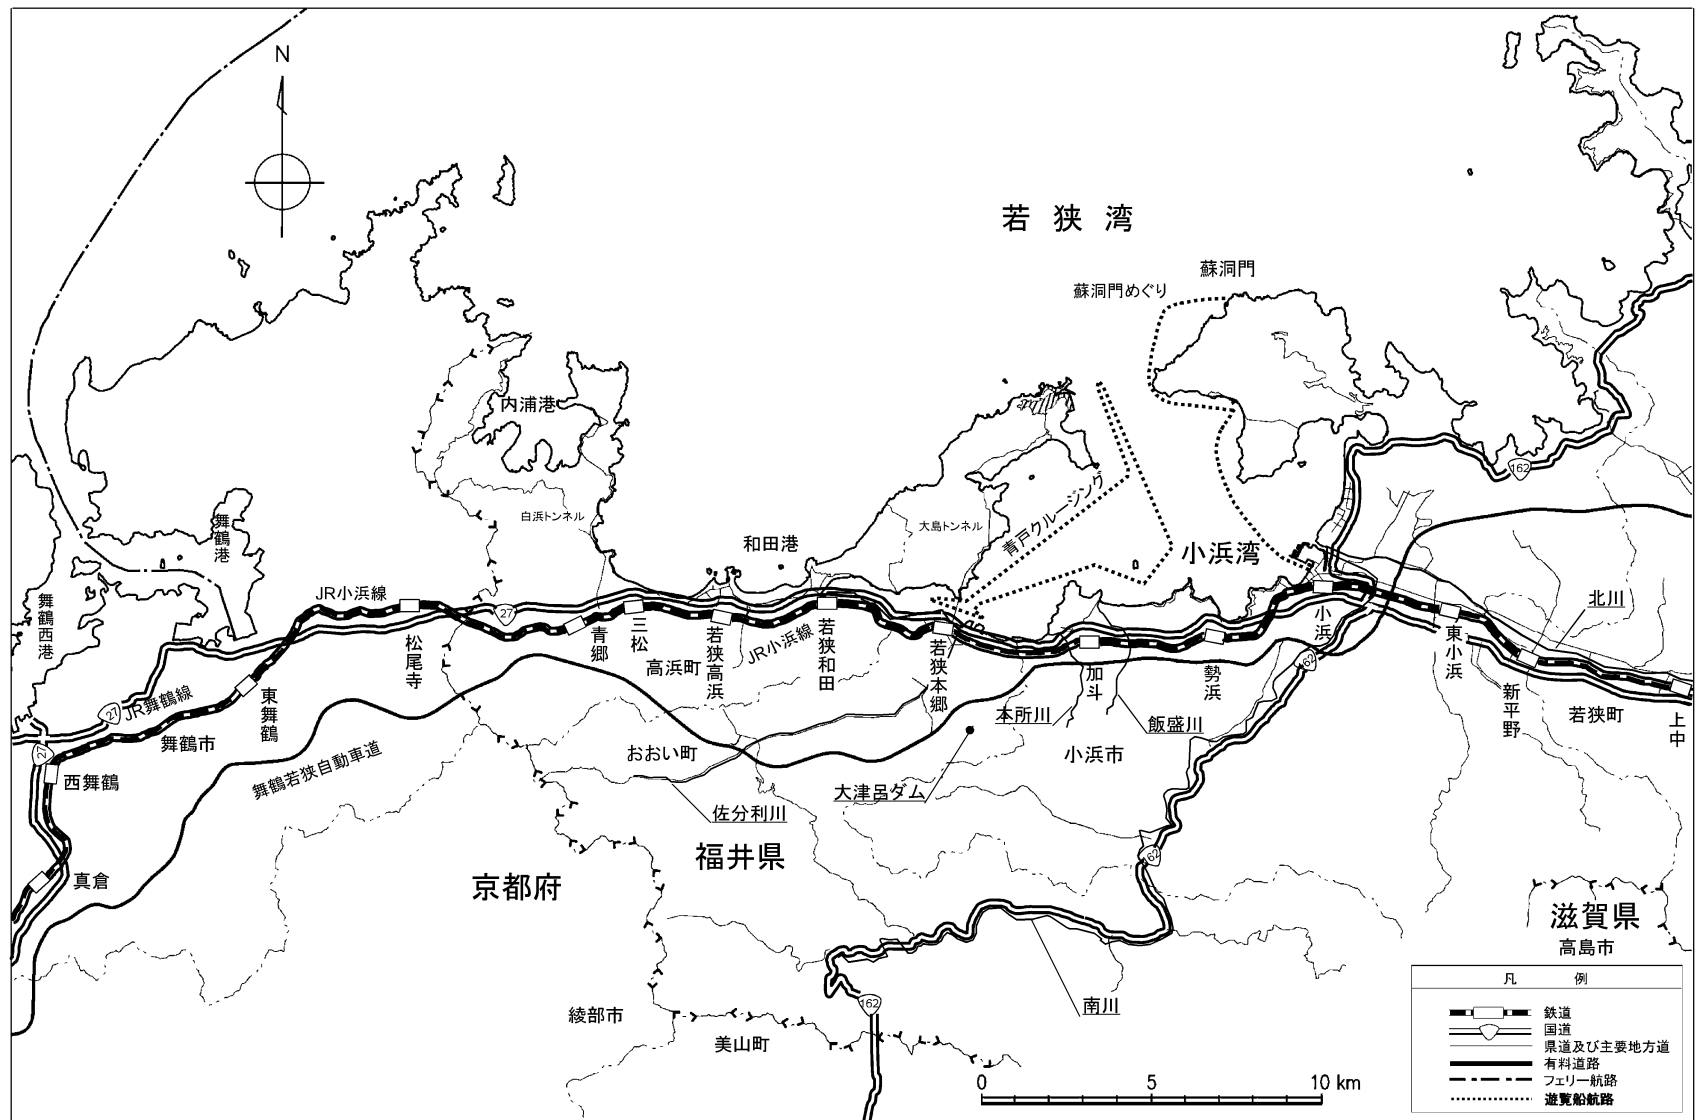 N
若狭湾
蘇洞門
蘇洞門めぐり
内浦港
162
青戸クルージング
白浜トンネル
大島トンネル
舞鶴港
和田港
小浜湾
舞鶴西港
JR小浜線
27
北川
松尾寺
青郷
三松
高浜町
若狭高浜
JR小浜線
若狭和田
若狭本郷
加斗
勢浜
小浜
東小浜
新平野
若狭町
上中
62
本所川
飯盛川
小浜市
東舞鶴
JR舞鶴線
27
舞鶴市
27
西舞鶴
舞鶴若狭自動車道
おおい町
大津呂ダム
佐分利川
福井県
62
京都府
真倉
滋賀県
高島市
162
南川
綾部市
美山町
凡例
鉄道
国道
県道及び主要地方道
有料道路
フェリー航路
遊覧船航路
0 5 10 km